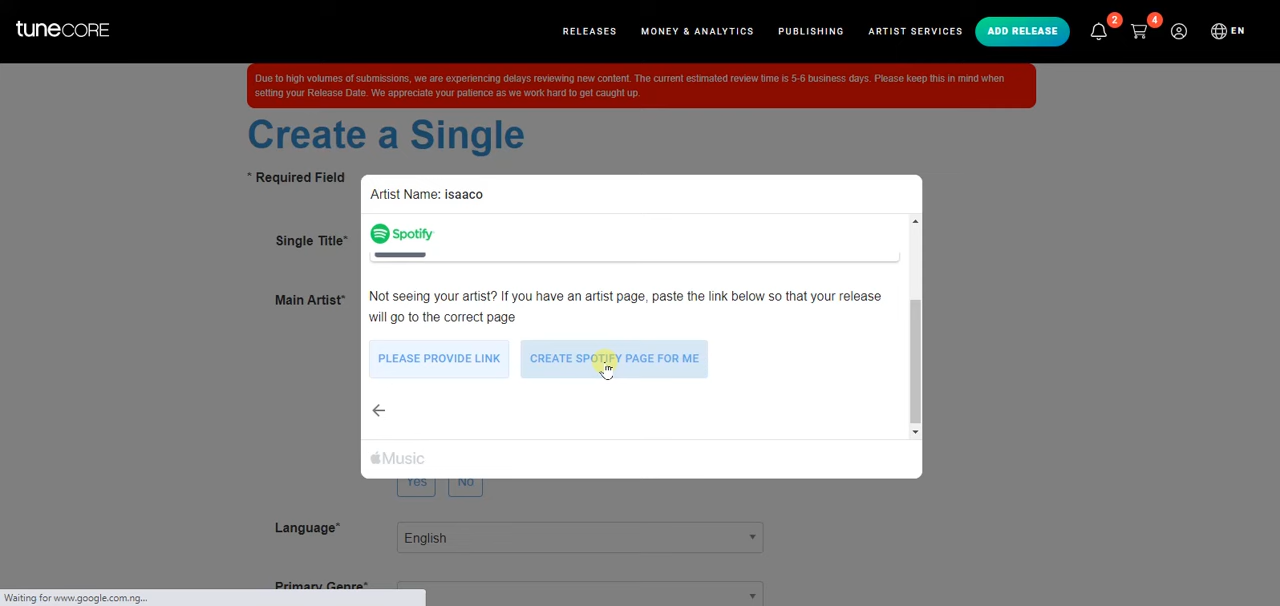 tuneCORE
RELEASES
MONEY & ANALYTICS
PUBLISHING
ARTIST SERVICES
ADD RELEASE
2
4
EN
Due to high volumes of submissions, we are experiencing delays reviewing new content. The current estimated review time is 5-6 business days. Please keep this in mind when
setting your Release Date. We appreciate your patience as we work hard to get caught up.
Create a Single
* Required Field
Single Title*
Main Artist*
Artist Name: isaaco
Spotify
Not seeing your artist? If you have an artist page, paste the link below so that your release
will go to the correct page
PLEASE PROVIDE LINK
CREATE SPOTIFY PAGE FOR ME
Music
Yes
No
Language*
English
Primary Genre*
Waiting for www.google.com.ng...